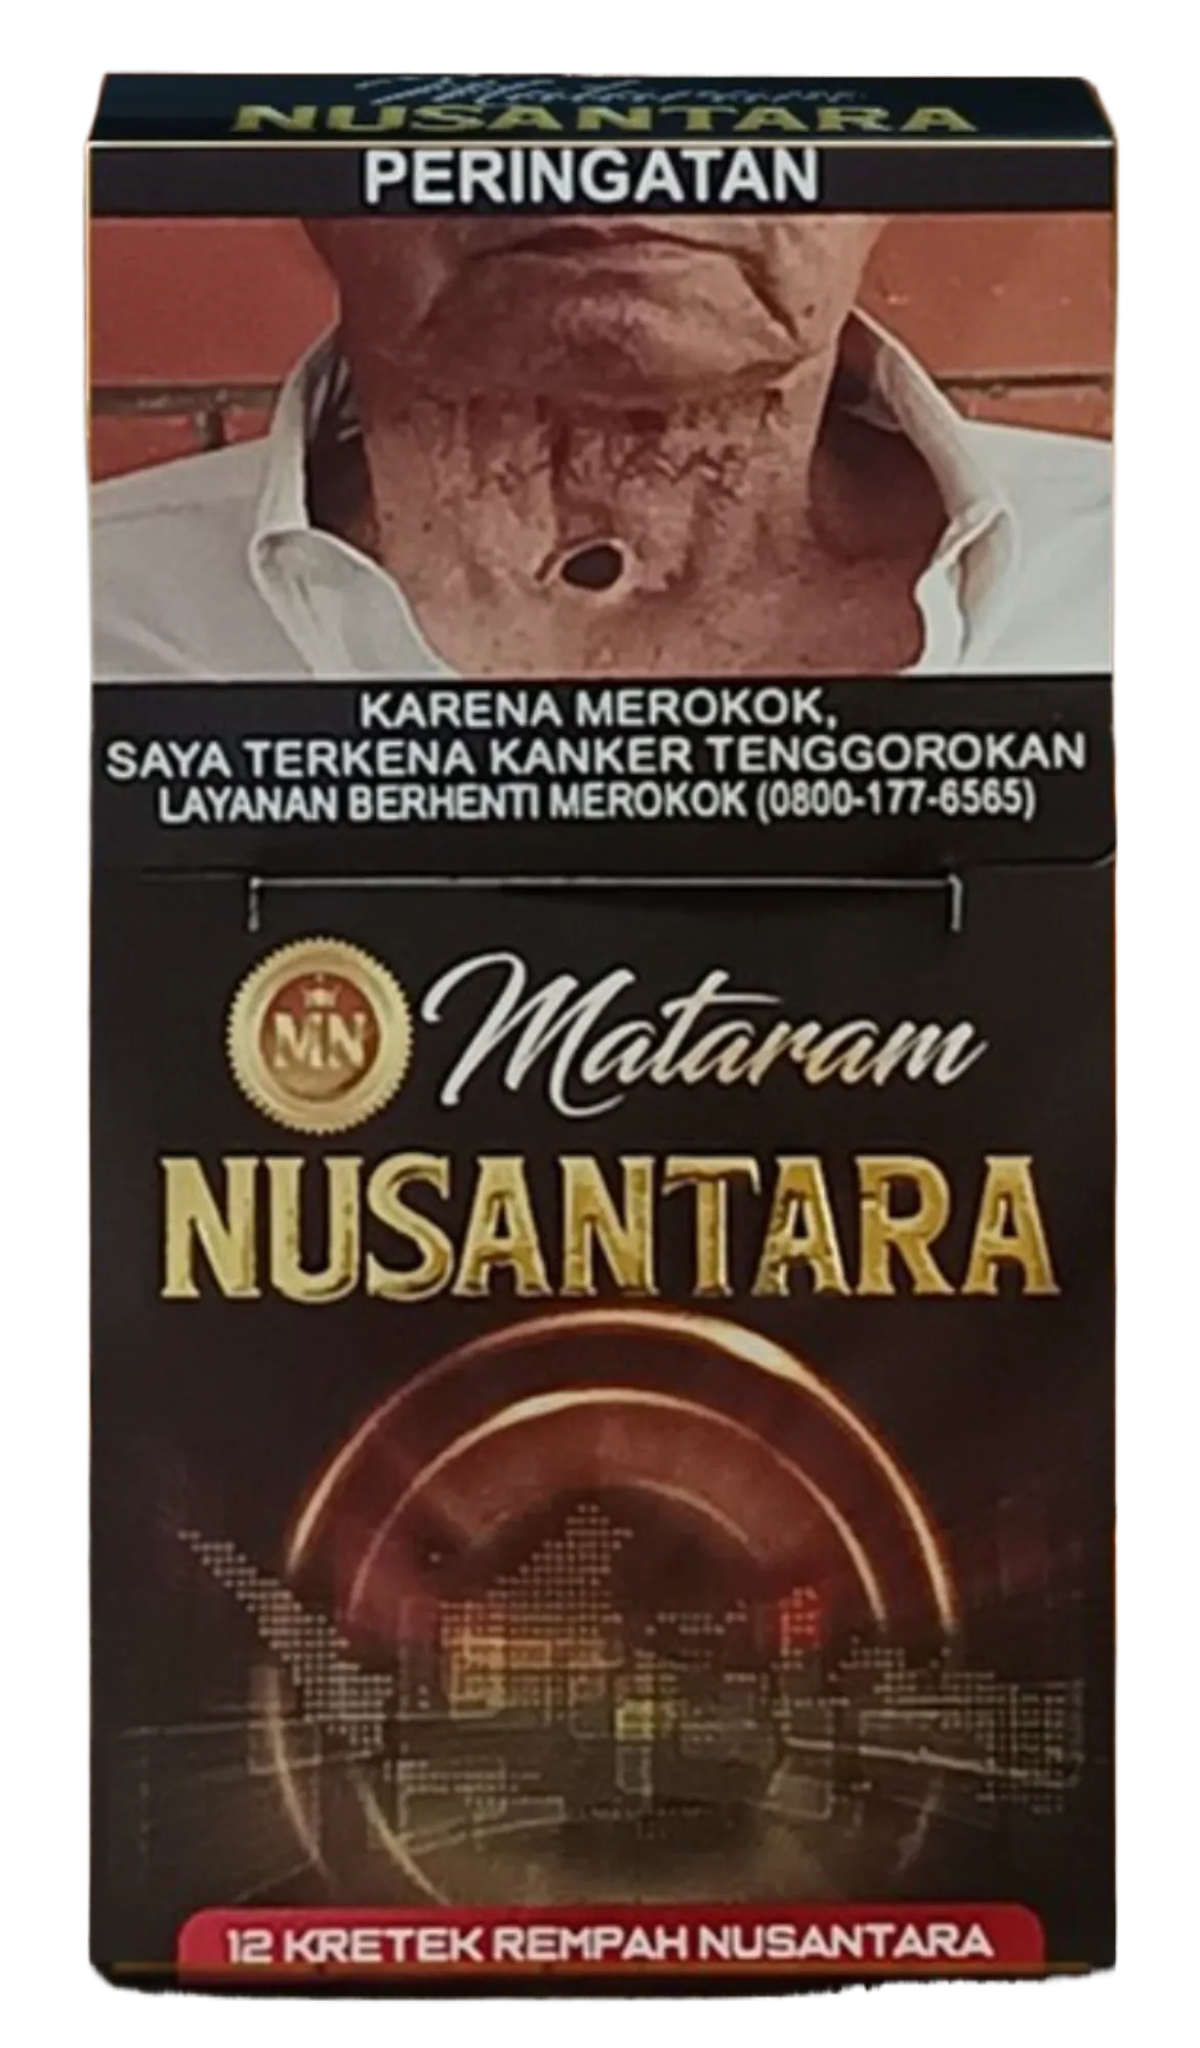 Mataram
NUSANTARA
PERINGATAN
KARENA MEROKOK,
SAYA TERKENA KANKER TENGGOROKAN
LAYANAN BERHENTI MEROKOK (0800-177-6565)
MN
Mataram
NUSANTARA
12 KRETEK REMPAH NUSANTARA